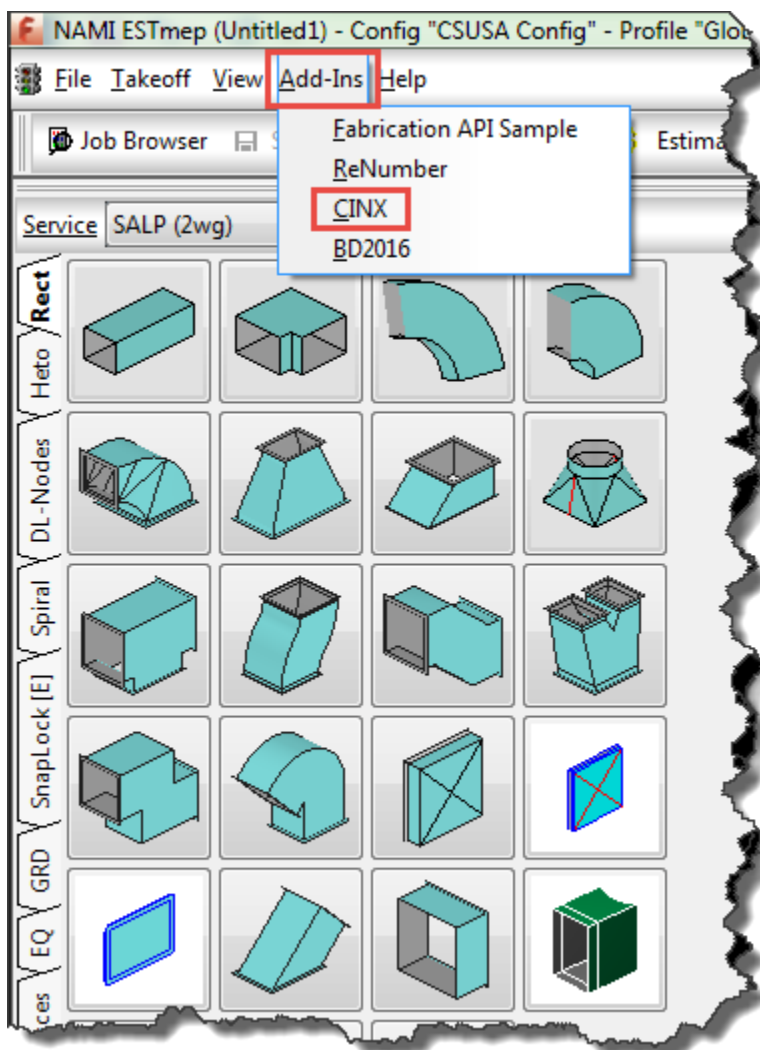 NAMI ESTmep (Untitled1) - Config "CSUSA Config" - Profile "Glo
File Takeoff View Add-Ins Help
Job Browser
Estima
Fabrication API Sample
ReNumber
CINX
BD2016
Service SALP (2wg)
Rect
Heto
DL-Nodes
Spiral
SnapLock [E]
GRD
EQ
ces